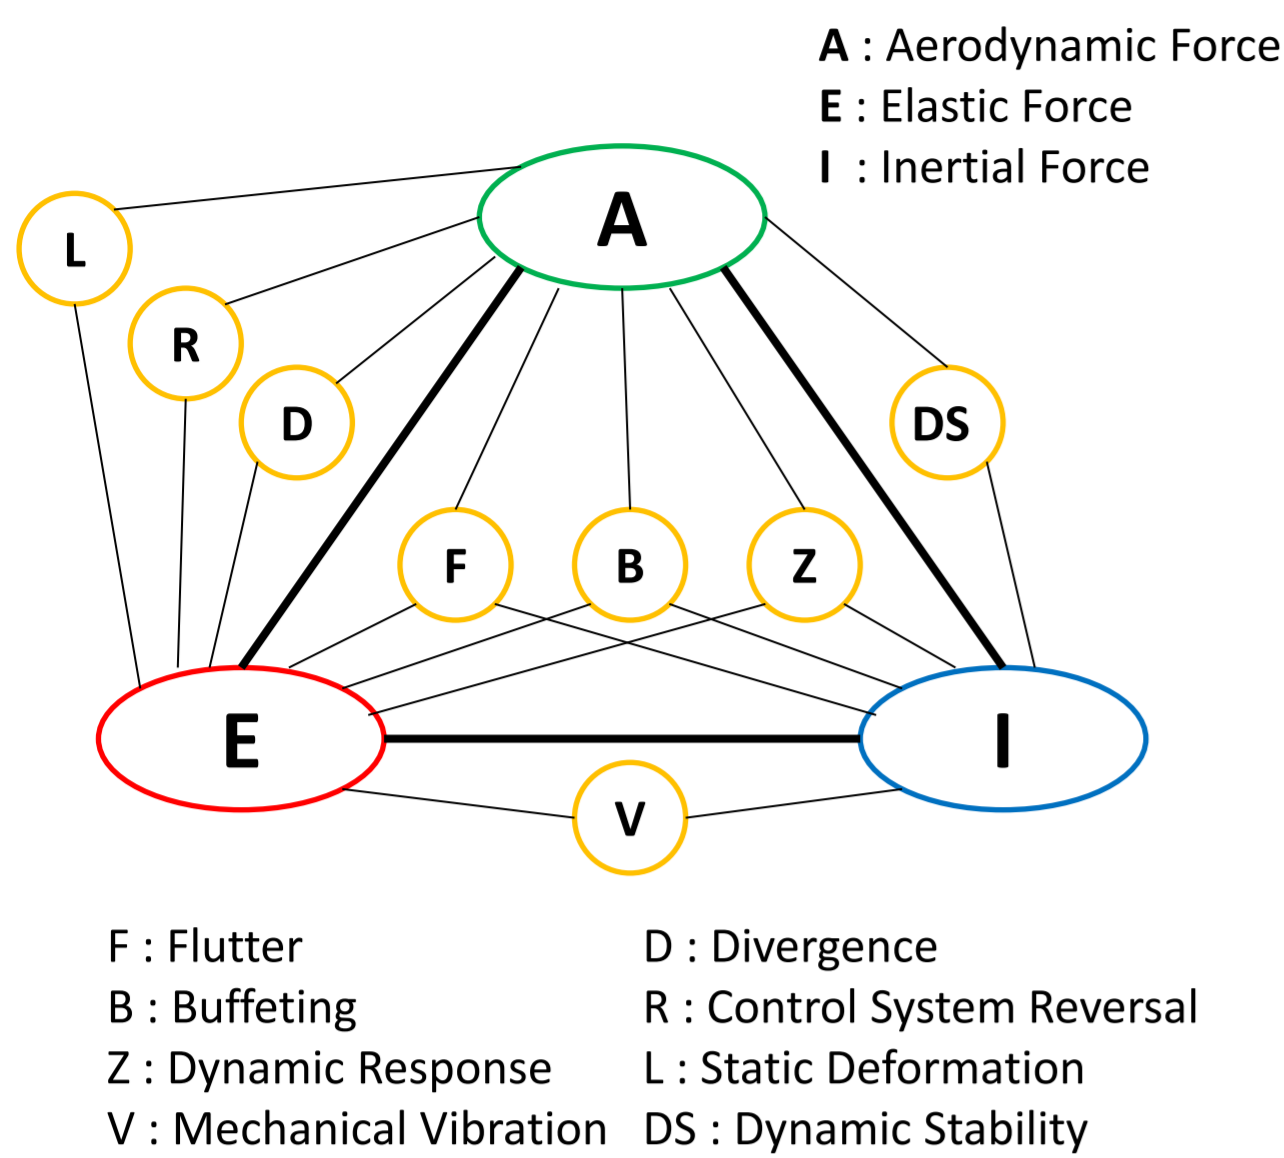 A : Aerodynamic Force
E : Elastic Force
I : Inertial Force
A
L
R
D
DS
F
B
Z
E
I
V
F : Flutter
B : Buffeting
Z : Dynamic Response
V : Mechanical Vibration
D : Divergence
R : Control System Reversal
L : Static Deformation
DS : Dynamic Stability